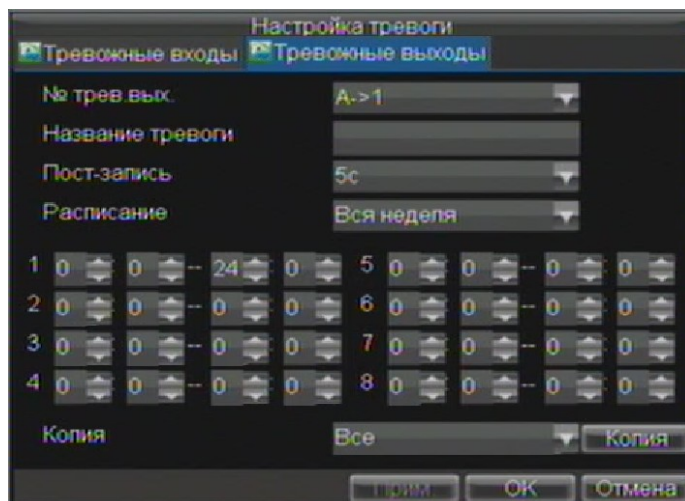 Настройка тревоги
Тревожные входы Тревожные выходы
№ трев.вых. A->1
Название тревоги
Пост-запись 5с
Расписание Вся неделя
1 0 : 0 -- 24 : 0 5 0 : 0 -- 0 : 0
2 0 : 0 -- 0 : 0 6 0 : 0 -- 0 : 0
3 0 : 0 -- 0 : 0 7 0 : 0 -- 0 : 0
4 0 : 0 -- 0 : 0 8 0 : 0 -- 0 : 0
Копия Все Копия
Прим OK Отмена